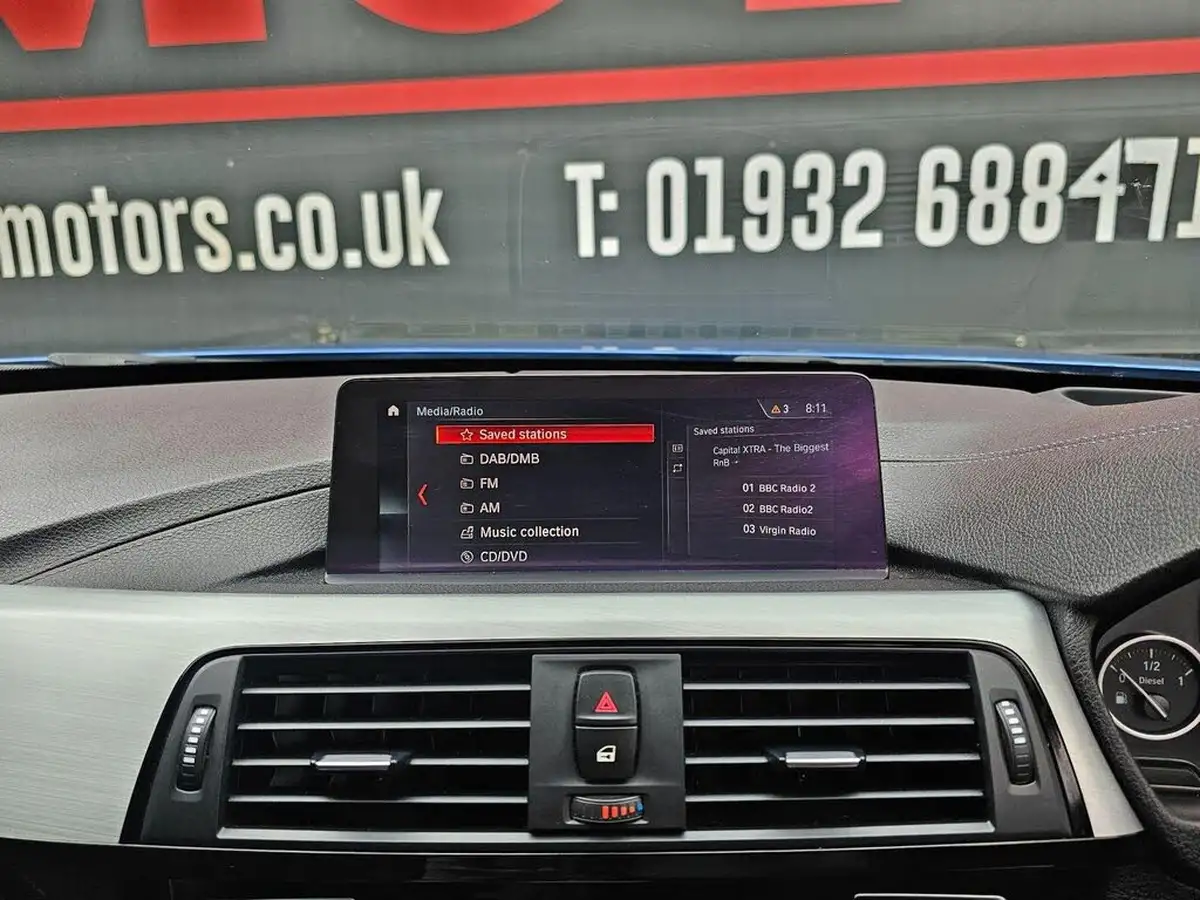 motors.co.uk
T: 01932 688471
Media/Radio
3
8:11
Saved stations
DAB/DMB
FM
AM
Music collection
CD/DVD
Saved stations
Capital XTRA - The Biggest
RnB -
01 BBC Radio 2
02 BBC Radio2
03 Virgin Radio
1/2
0
1
Diesel